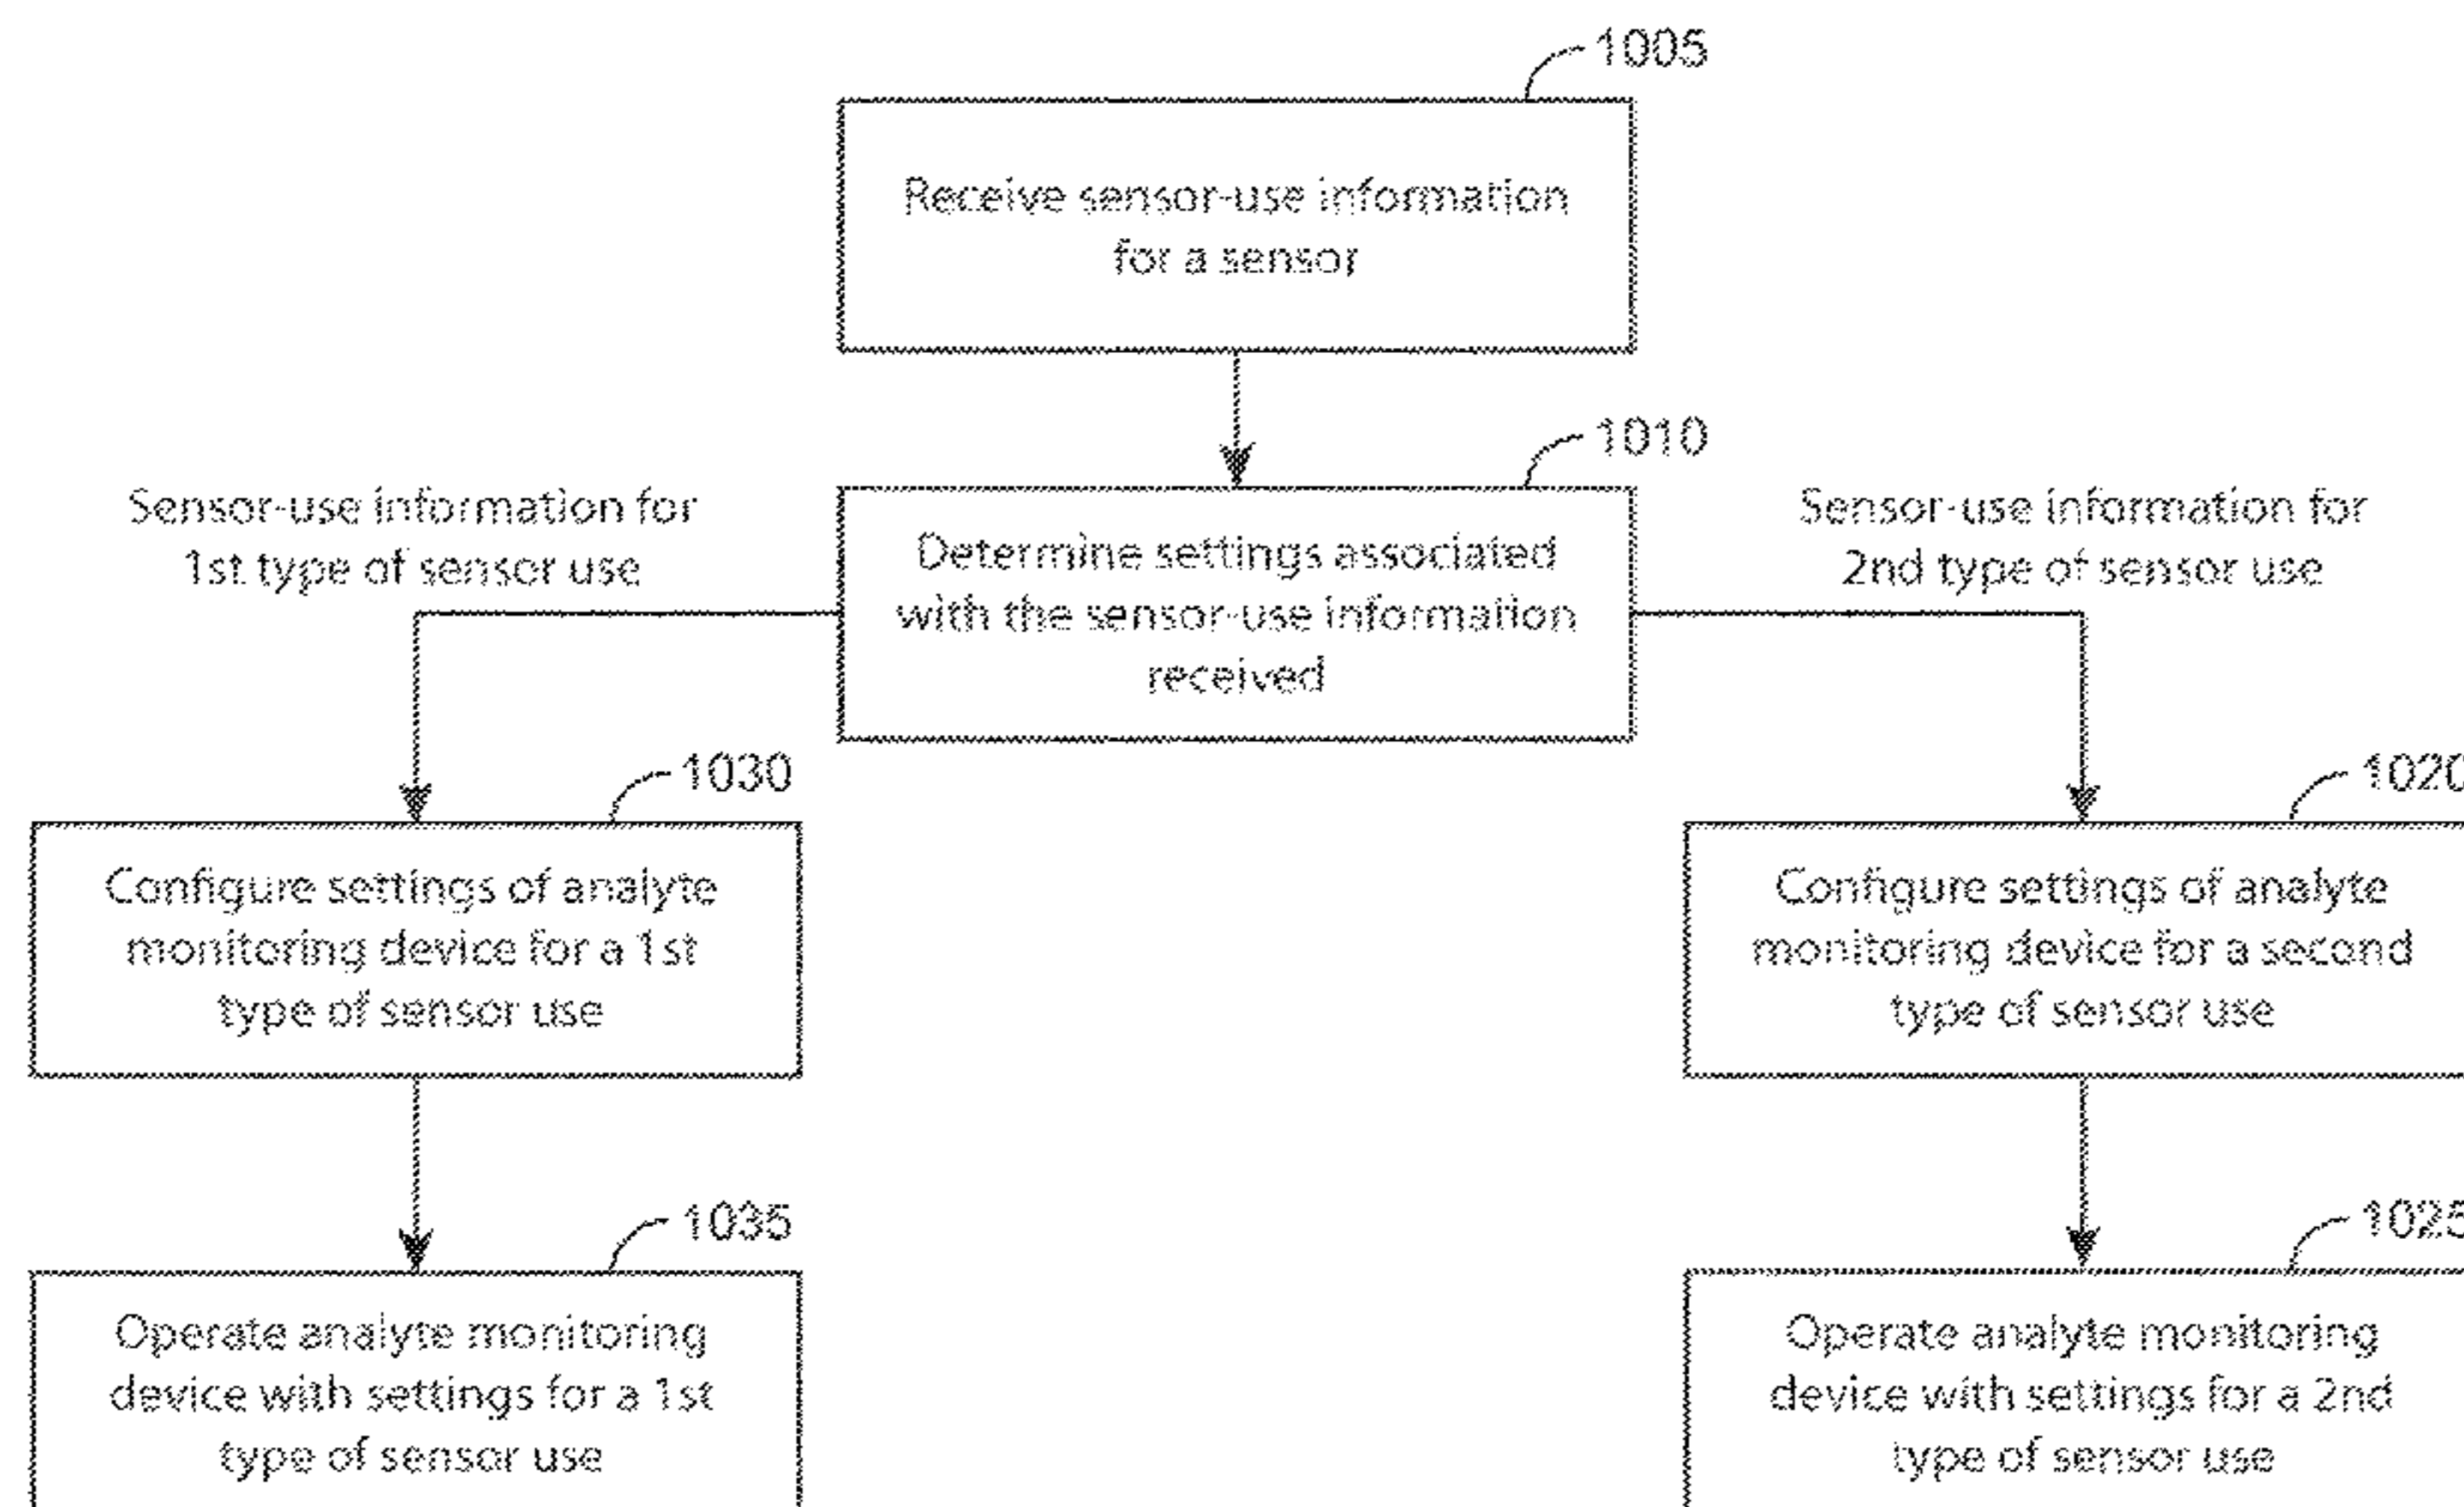 1005
Receive sensor-use information
for a sensor
1010
Sensor-use information for
1st type of sensor use
Determine settings associated
with the sensor-use information
received
Sensor-use information for
2nd type of sensor use
1030
Configure settings of analyte
monitoring device for a 1st
type of sensor use
1020
Configure settings of analyte
monitoring device for a second
type of sensor use
1035
Operate analyte monitoring
device with settings for a 1st
type of sensor use
1025
Operate analyte monitoring
device with settings for a 2nd
type of sensor use